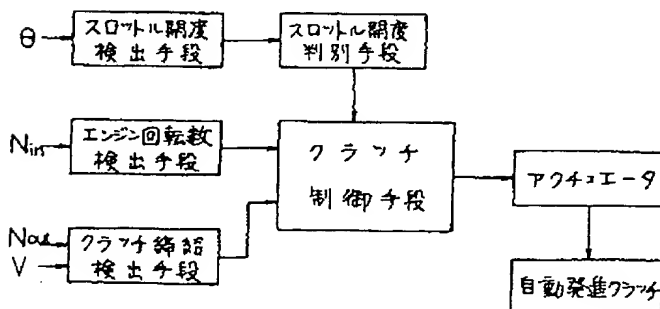 θ
スロットル開度
検出手段
スロットル開度
判別手段
Nin
エンジン回転数
検出手段
クラッチ
制御手段
アクチュエータ
Nout
V
クラッチ締結
検出手段
自動発進クラッチ